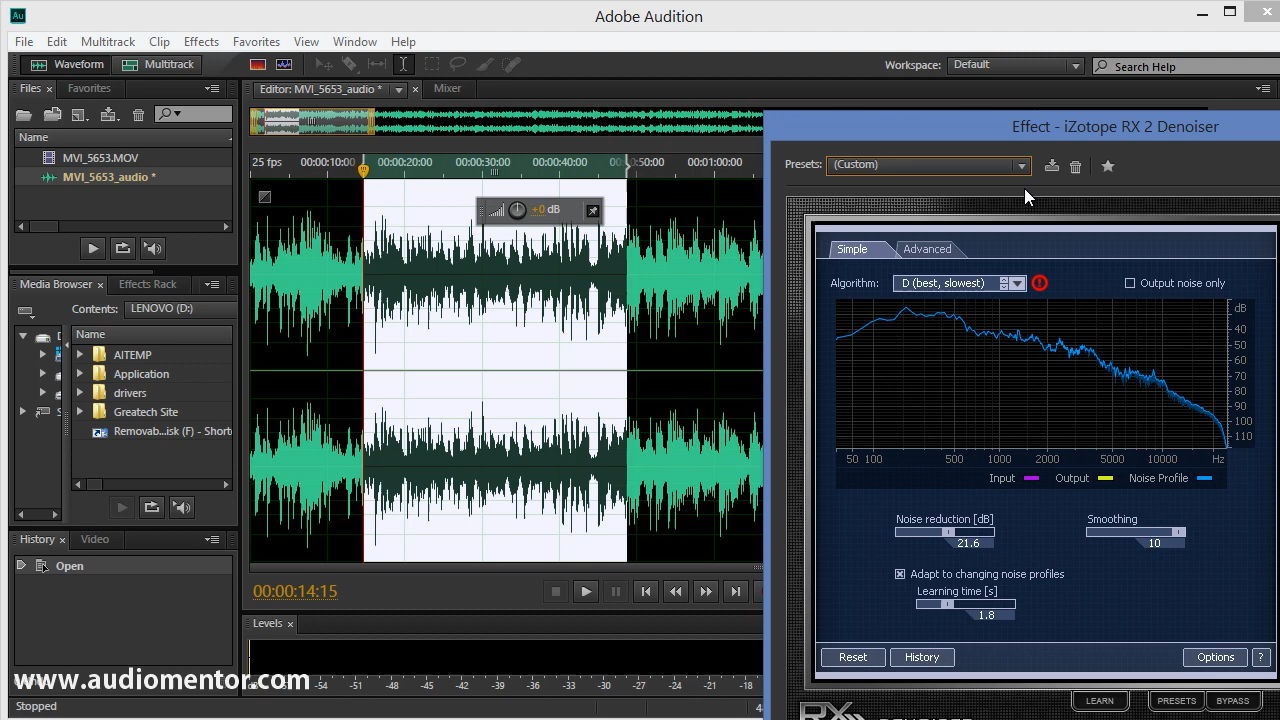 Au
Adobe Audition
File Edit Multitrack Clip Effects Favorites View Window Help
Waveform Multitrack
Workspace: Default
Search Help
Files Favorites
Editor: MVI_5653_audio * Mixer
Effect - iZotope RX 2 Denoiser
Name
MVI_5653.MOV
MVI_5653_audio *
25 fps 00:00:10:00 00:00:20:00 00:00:30:00 00:00:40:00 0:50:00 00:01:00:00
Presets: (Custom)
+0 dB
Simple Advanced
Algorithm: D (best, slowest) Output noise only
Media Browser Effects Rack
Contents: LENOVO (D:)
Name
AITEMP
Application
drivers
Greatech Site
Removab...isk (F) - Shorto
dB
40
50
60
70
80
90
100
110
50 100 500 1000 2000 5000 10000 Hz
Input Output Noise Profile
Noise reduction [dB] Smoothing
21.6 10
History Video
Open
Adapt to changing noise profiles
Learning time [s]
1.8
00:00:14:15
Levels
Reset History Options ?
www.audiomentor.com
-54 -51 -48 -45 -42 -39 -36 -33 -30 -27 -24 -21 -18
LEARN PRESETS BYPASS
Stopped
RX